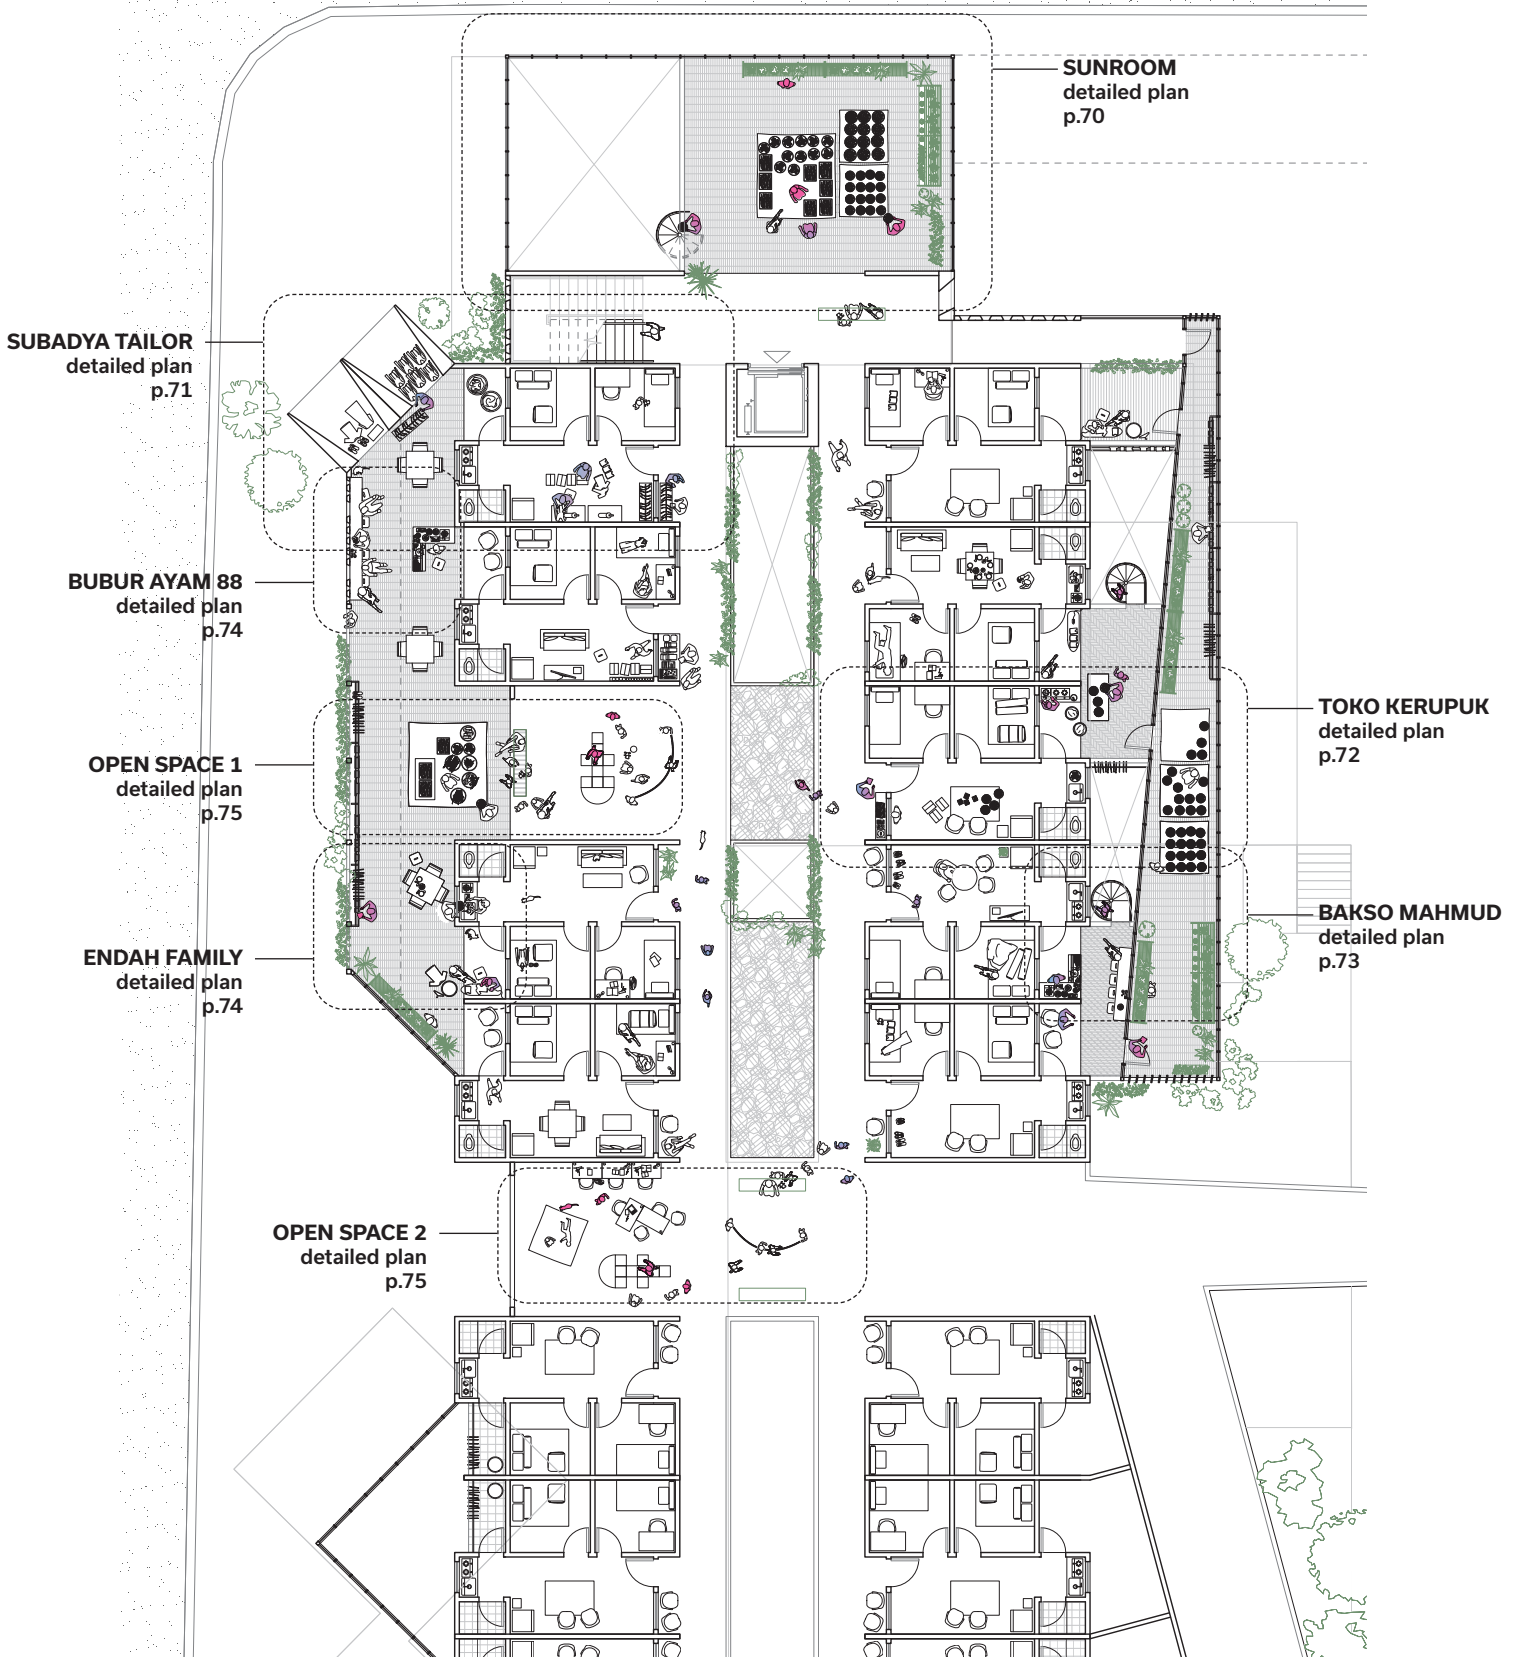 SUNROOM
detailed plan
p.70
SUBADYA TAILOR
detailed plan
p.71
BUBUR AYAM 88
detailed plan
p.74
TOKO KERUPUK
detailed plan
p.72
OPEN SPACE 1
detailed plan
p.75
BAKSO MAHMUD
detailed plan
p.73
ENDAH FAMILY
detailed plan
p.74
OPEN SPACE 2
detailed plan
p.75